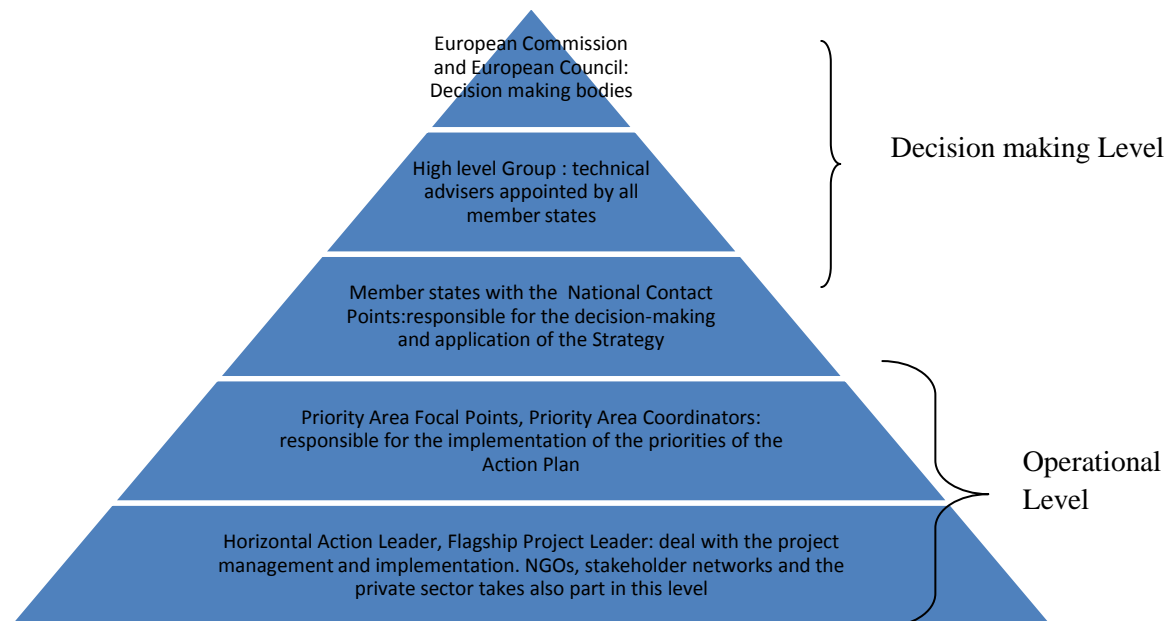 European Commission
and European Council:
Decision making bodies
High level Group : technical
advisers appointed by all
member states
Decision making Level
Member states with the National Contact
Points:responsible for the decision-making
and application of the Strategy
Priority Area Focal Points, Priority Area Coordinators:
responsible for the implementation of the priorities of the
Action Plan
Operational
Level
Horizontal Action Leader, Flagship Project Leader: deal with the project
management and implementation. NGOs, stakeholder networks and the
private sector takes also part in this level